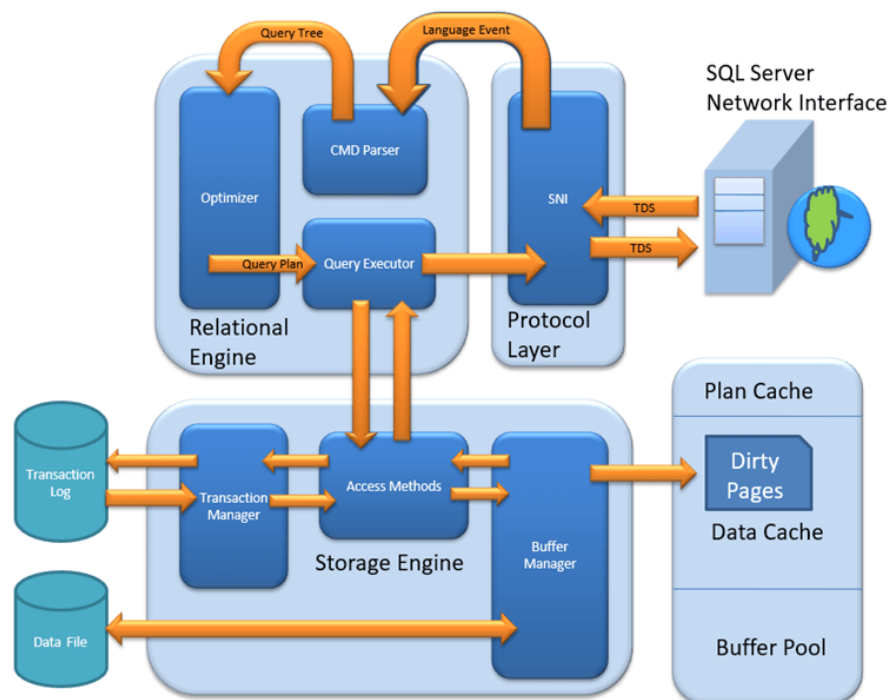 Query Tree
Language Event
SQL Server
Network Interface
CMD Parser
Optimizer
SNI
TDS
TDS
Query Plan
Query Executor
Relational
Engine
Protocol
Layer
Plan Cache
Dirty
Pages
Data Cache
Buffer Pool
Transaction
Log
Transaction
Manager
Access Methods
Storage Engine
Buffer
Manager
Data File